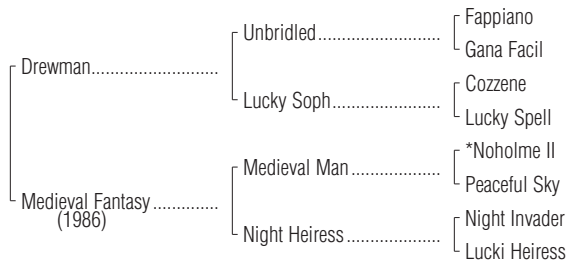 Fappiano
Unbridled
Gana Facil
Drewman
Cozzene
Lucky Soph
Lucky Spell
*Noholme II
Medieval Man
Peaceful Sky
Medieval Fantasy
(1986)
Night Invader
Night Heiress
Lucki Heiress